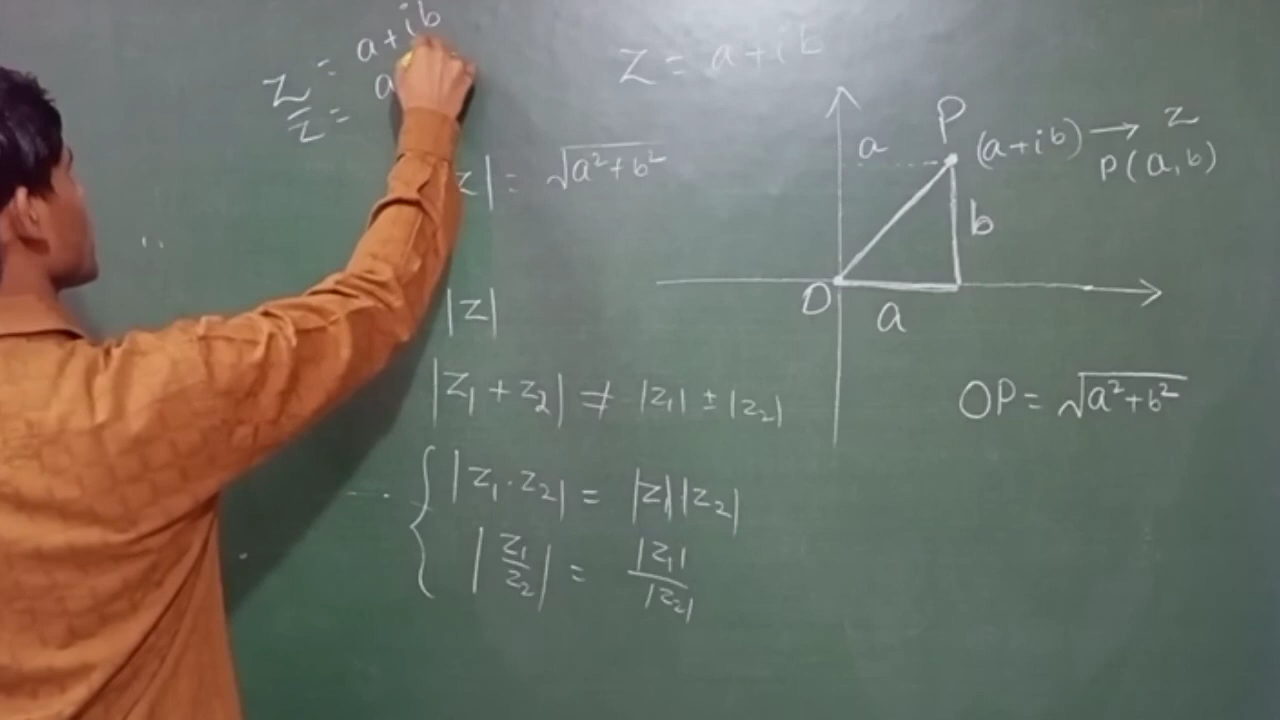 z = a+ib
z̄ = a
z = a+ib
z| = √a²+b²
|z|
|z₁ + z₂| ≠ |z₁| ± |z₂|
|z₁ · z₂| = |z₁||z₂|
|z₁/z₂| = |z₁|/|z₂|
P
a
(a+ib) → z
P(a,b)
b
O
a
OP = √a²+b²